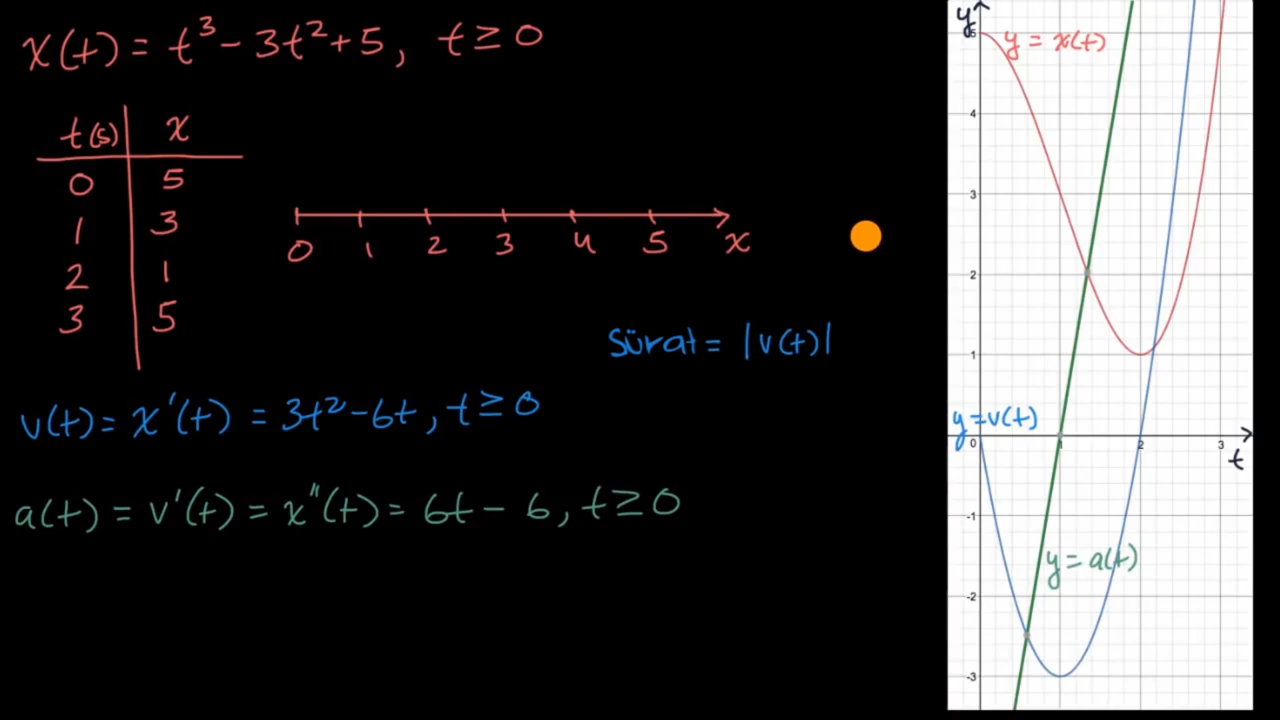 x(t) = t³ - 3t² + 5, t ≥ 0
t(s) x
0 5
1 3
2 1
3 5
0 1 2 3 4 5 x
Sürat = |v(t)|
v(t) = x'(t) = 3t² - 6t, t ≥ 0
a(t) = v'(t) = x''(t) = 6t - 6, t ≥ 0
y
5
y = x(t)
4
3
2
1
y = v(t)
0 1 2 3
t
-1
y = a(t)
-2
-3